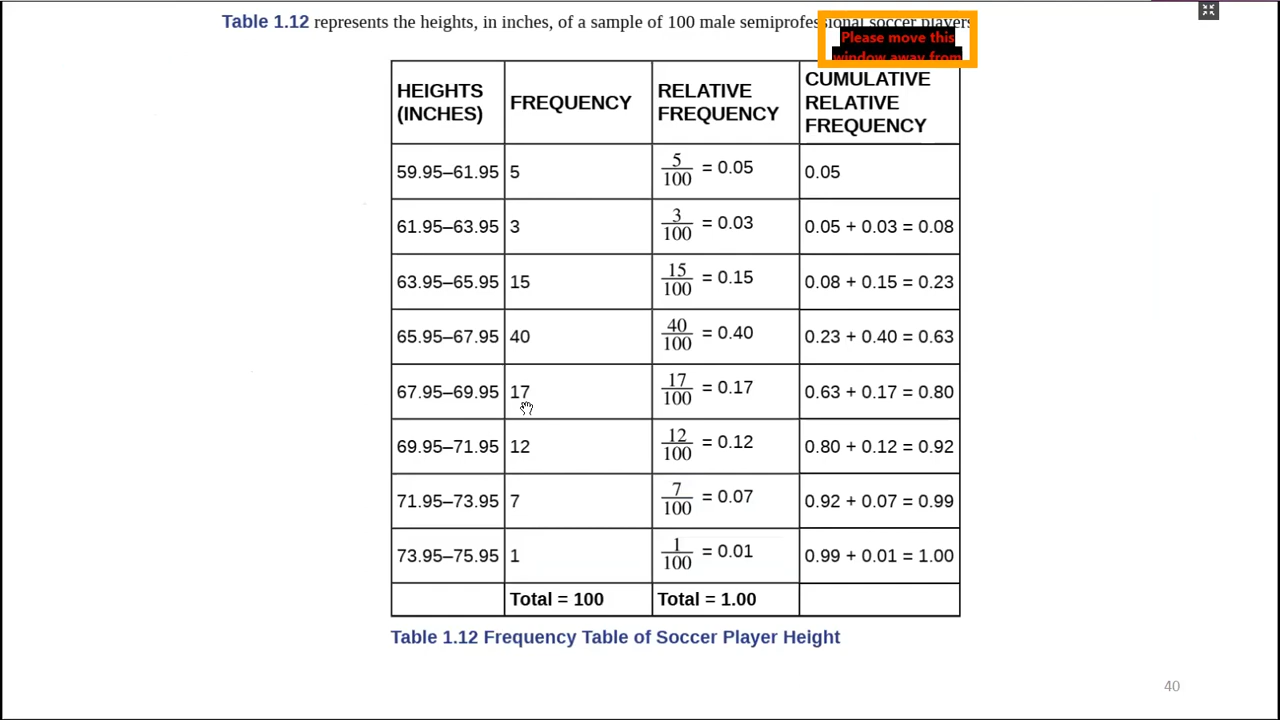 Table 1.12 represents the heights, in inches, of a sample of 100 male semiprofessional soccer players
Please move this
window away from
HEIGHTS (INCHES) FREQUENCY RELATIVE FREQUENCY CUMULATIVE RELATIVE FREQUENCY
59.95–61.95 5 5/100 = 0.05 0.05
61.95–63.95 3 3/100 = 0.03 0.05 + 0.03 = 0.08
63.95–65.95 15 15/100 = 0.15 0.08 + 0.15 = 0.23
65.95–67.95 40 40/100 = 0.40 0.23 + 0.40 = 0.63
67.95–69.95 17 17/100 = 0.17 0.63 + 0.17 = 0.80
69.95–71.95 12 12/100 = 0.12 0.80 + 0.12 = 0.92
71.95–73.95 7 7/100 = 0.07 0.92 + 0.07 = 0.99
73.95–75.95 1 1/100 = 0.01 0.99 + 0.01 = 1.00
Total = 100 Total = 1.00
Table 1.12 Frequency Table of Soccer Player Height
40